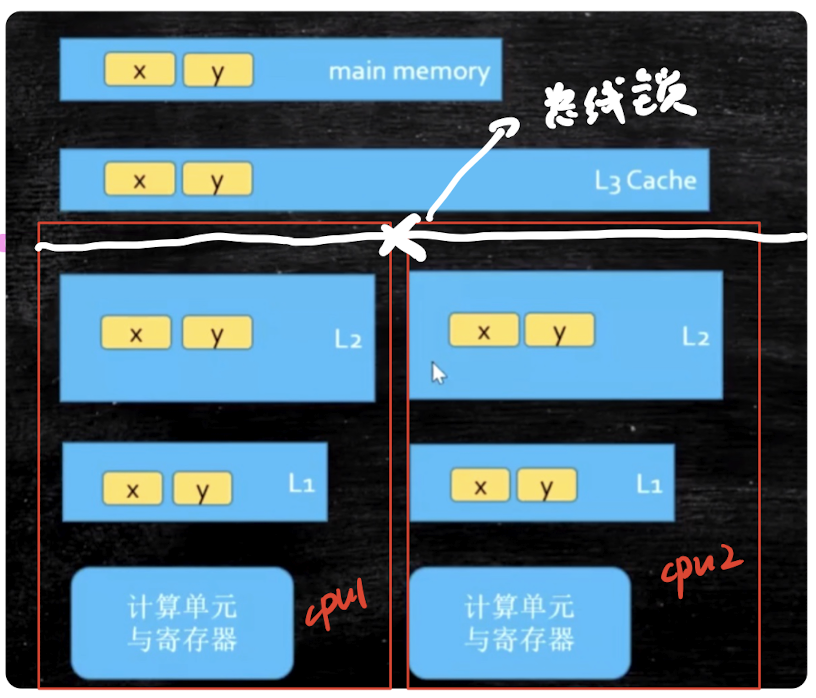 x y main memory
总线锁
x y L3 Cache
x y L2
x y L2
x y L1
x y L1
计算单元
与寄存器
cpu1
计算单元
与寄存器
cpu2